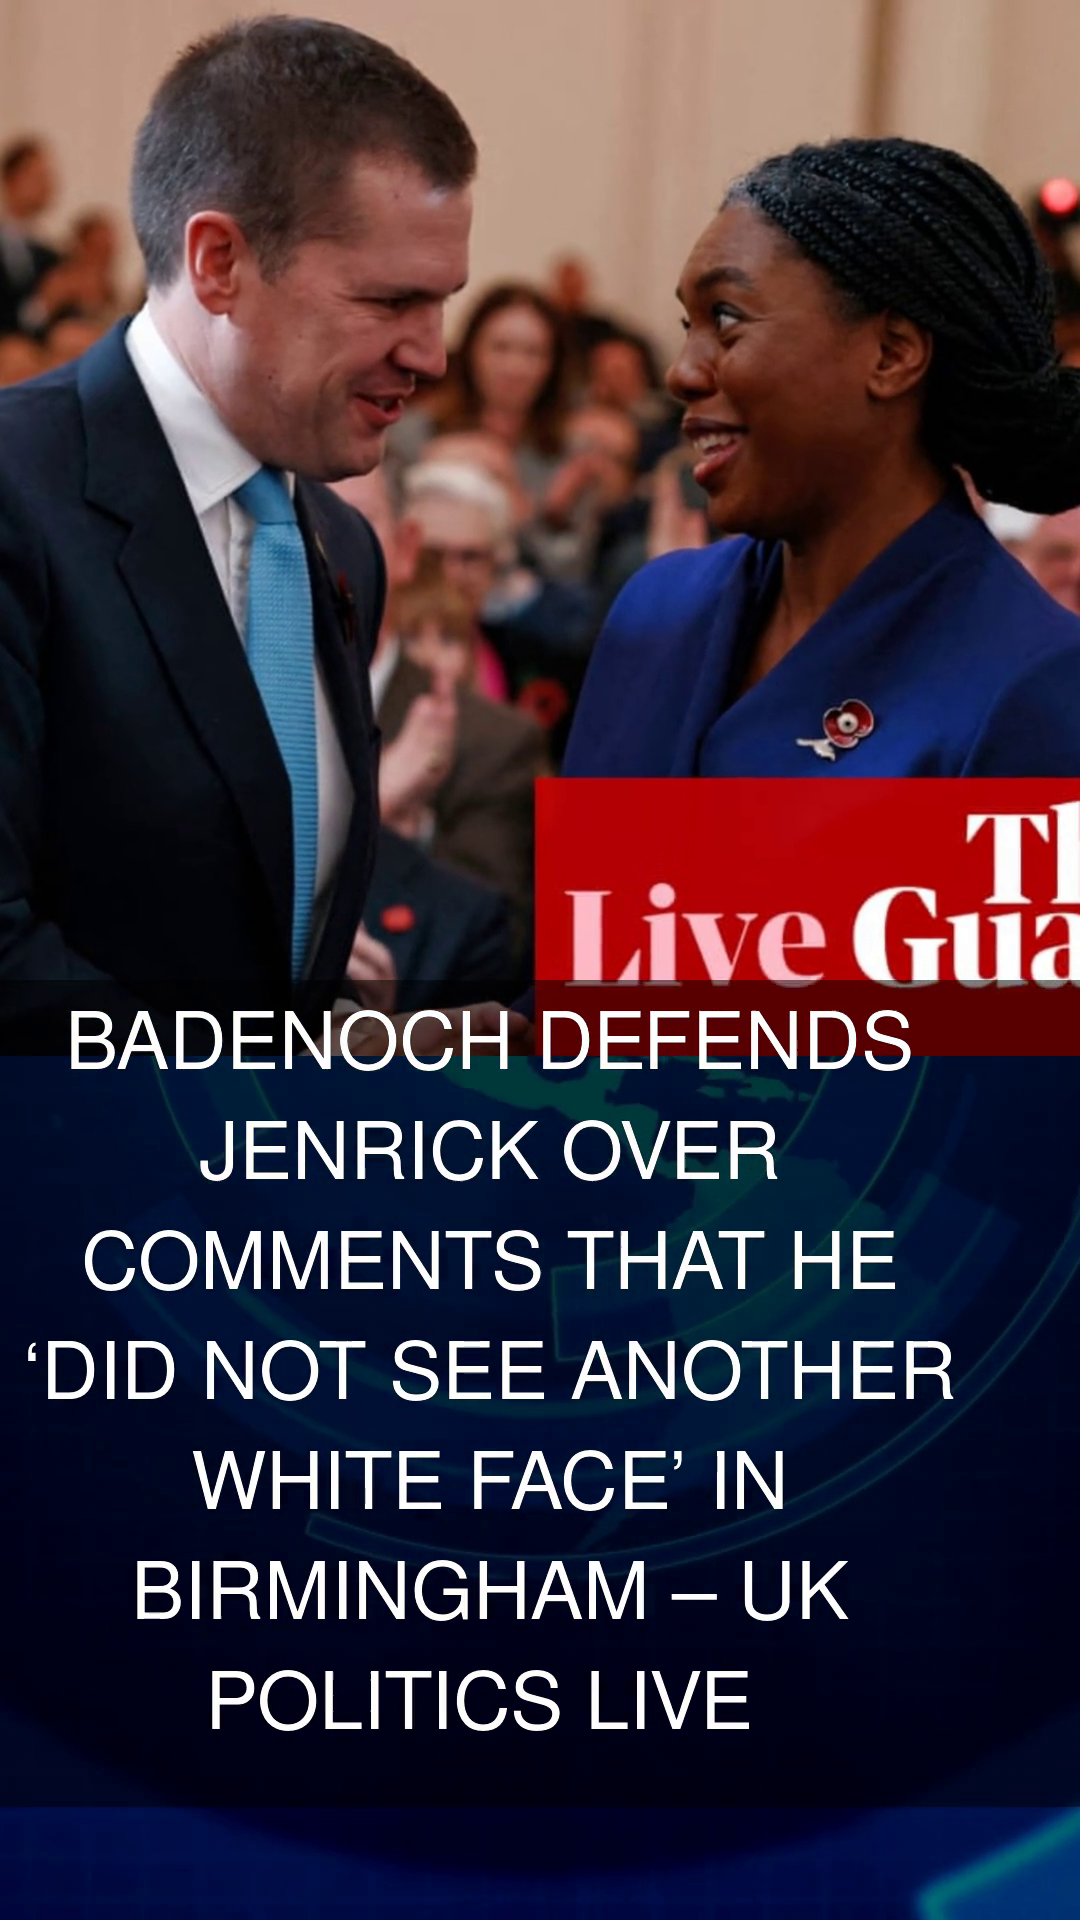 Th
Live Gua
BADENOCH DEFENDS
JENRICK OVER
COMMENTS THAT HE
‘DID NOT SEE ANOTHER
WHITE FACE’ IN
BIRMINGHAM – UK
POLITICS LIVE